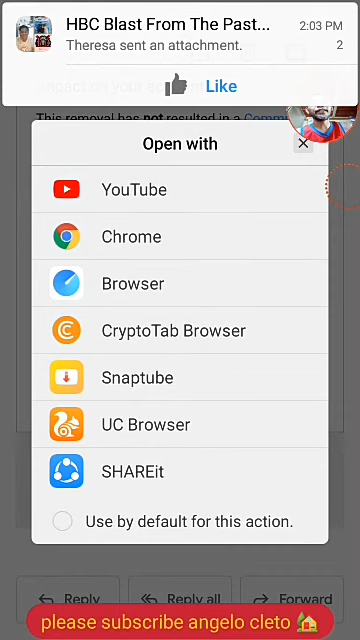 HBC Blast From The Past...
2:03 PM
Theresa sent an attachment.
2
Like
This removal has not resulted in a Comm
Open with
YouTube
Chrome
Browser
CryptoTab Browser
Snaptube
UC Browser
SHAREit
Use by default for this action.
Reply
Reply all
Forward
please subscribe angelo cleto 🏡